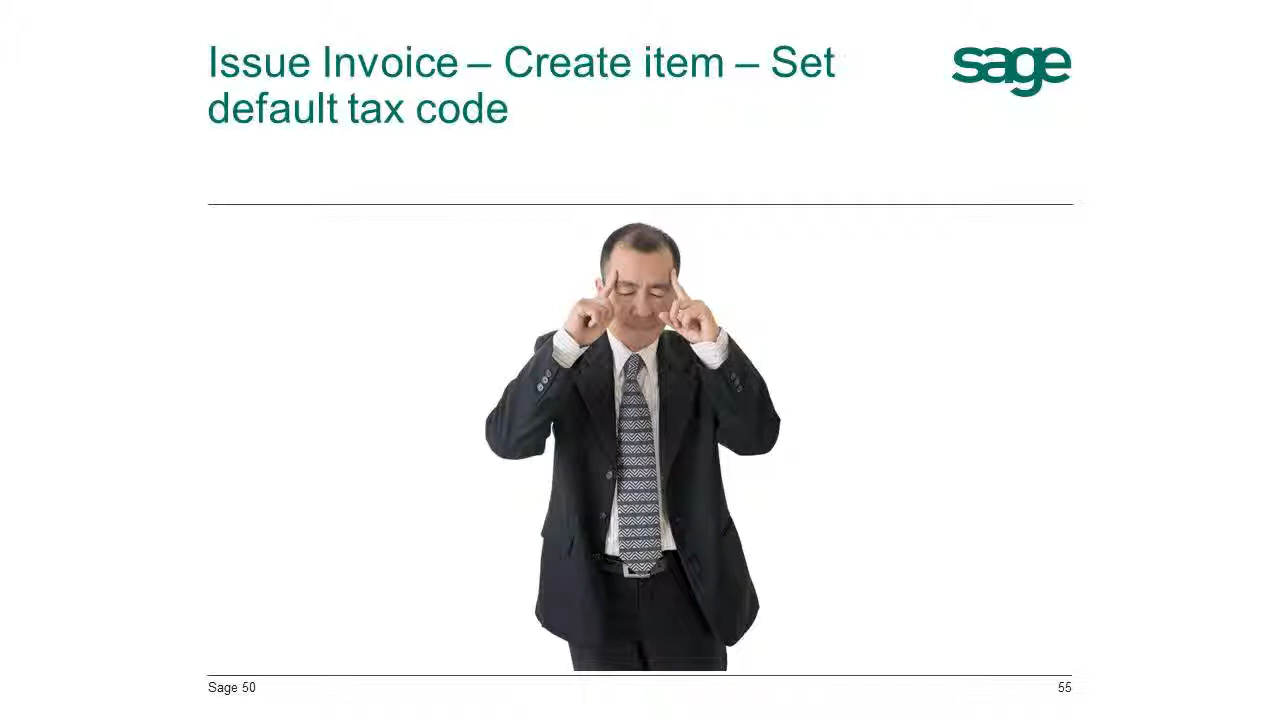 Issue Invoice – Create item – Set
default tax code
sage
Sage 50
55